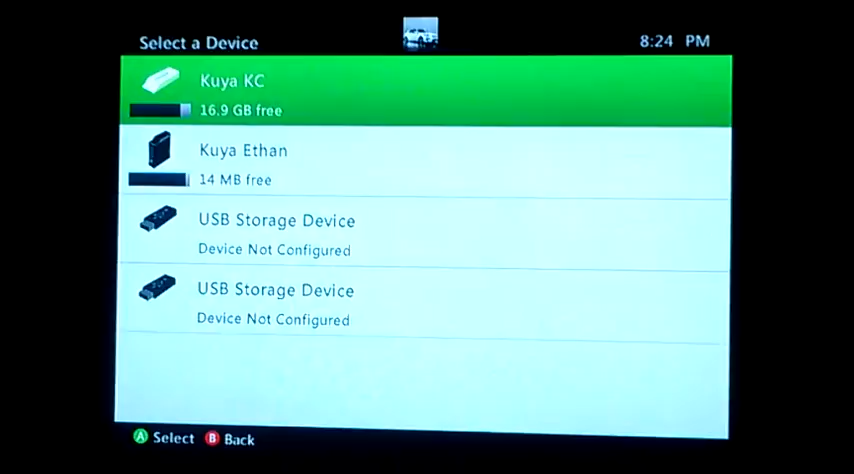 Select a Device
8:24 PM
Kuya KC
16.9 GB free
Kuya Ethan
14 MB free
USB Storage Device
Device Not Configured
USB Storage Device
Device Not Configured
A Select B Back